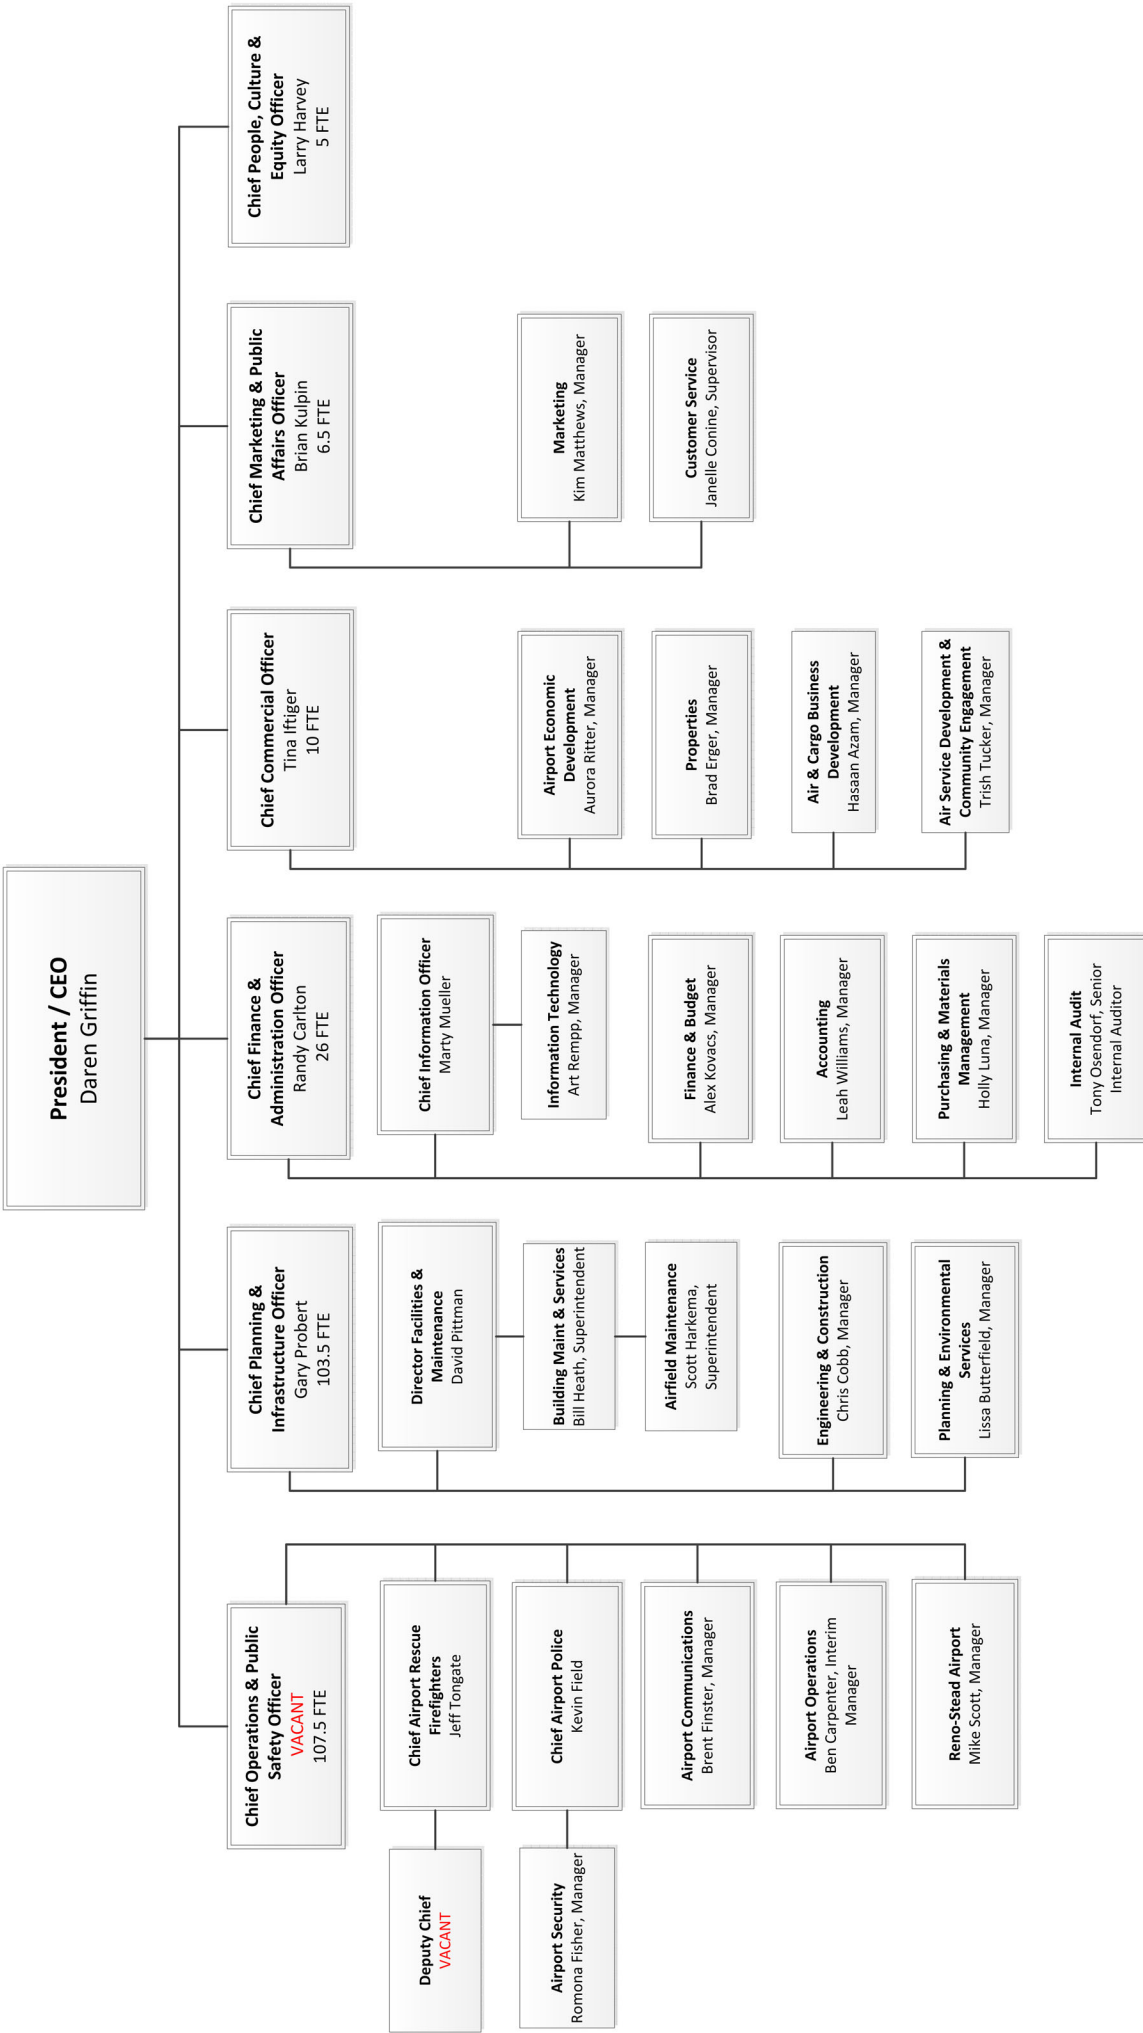 President / CEO
Daren Griffin
Chief Operations & Public
Safety Officer
VACANT
107.5 FTE
Deputy Chief
VACANT
Chief Airport Rescue
Firefighters
Jeff Tongate
Airport Security
Romona Fisher, Manager
Chief Airport Police
Kevin Field
Airport Communications
Brent Finster, Manager
Airport Operations
Ben Carpenter, Interim
Manager
Reno-Stead Airport
Mike Scott, Manager
Chief Planning &
Infrastructure Officer
Gary Probert
103.5 FTE
Director Facilities &
Maintenance
David Pittman
Building Maint & Services
Bill Heath, Superintendent
Airfield Maintenance
Scott Harkema,
Superintendent
Engineering & Construction
Chris Cobb, Manager
Planning & Environmental
Services
Lissa Butterfield, Manager
Chief Finance &
Administration Officer
Randy Carlton
26 FTE
Chief Information Officer
Marty Mueller
Information Technology
Art Rempp, Manager
Finance & Budget
Alex Kovacs, Manager
Accounting
Leah Williams, Manager
Purchasing & Materials
Management
Holly Luna, Manager
Internal Audit
Tony Osendorf, Senior
Internal Auditor
Chief Commercial Officer
Tina Iftiger
10 FTE
Airport Economic
Development
Aurora Ritter, Manager
Properties
Brad Erger, Manager
Air & Cargo Business
Development
Hasaan Azam, Manager
Air Service Development &
Community Engagement
Trish Tucker, Manager
Chief Marketing & Public
Affairs Officer
Brian Kulpin
6.5 FTE
Marketing
Kim Matthews, Manager
Customer Service
Janelle Conine, Supervisor
Chief People, Culture &
Equity Officer
Larry Harvey
5 FTE